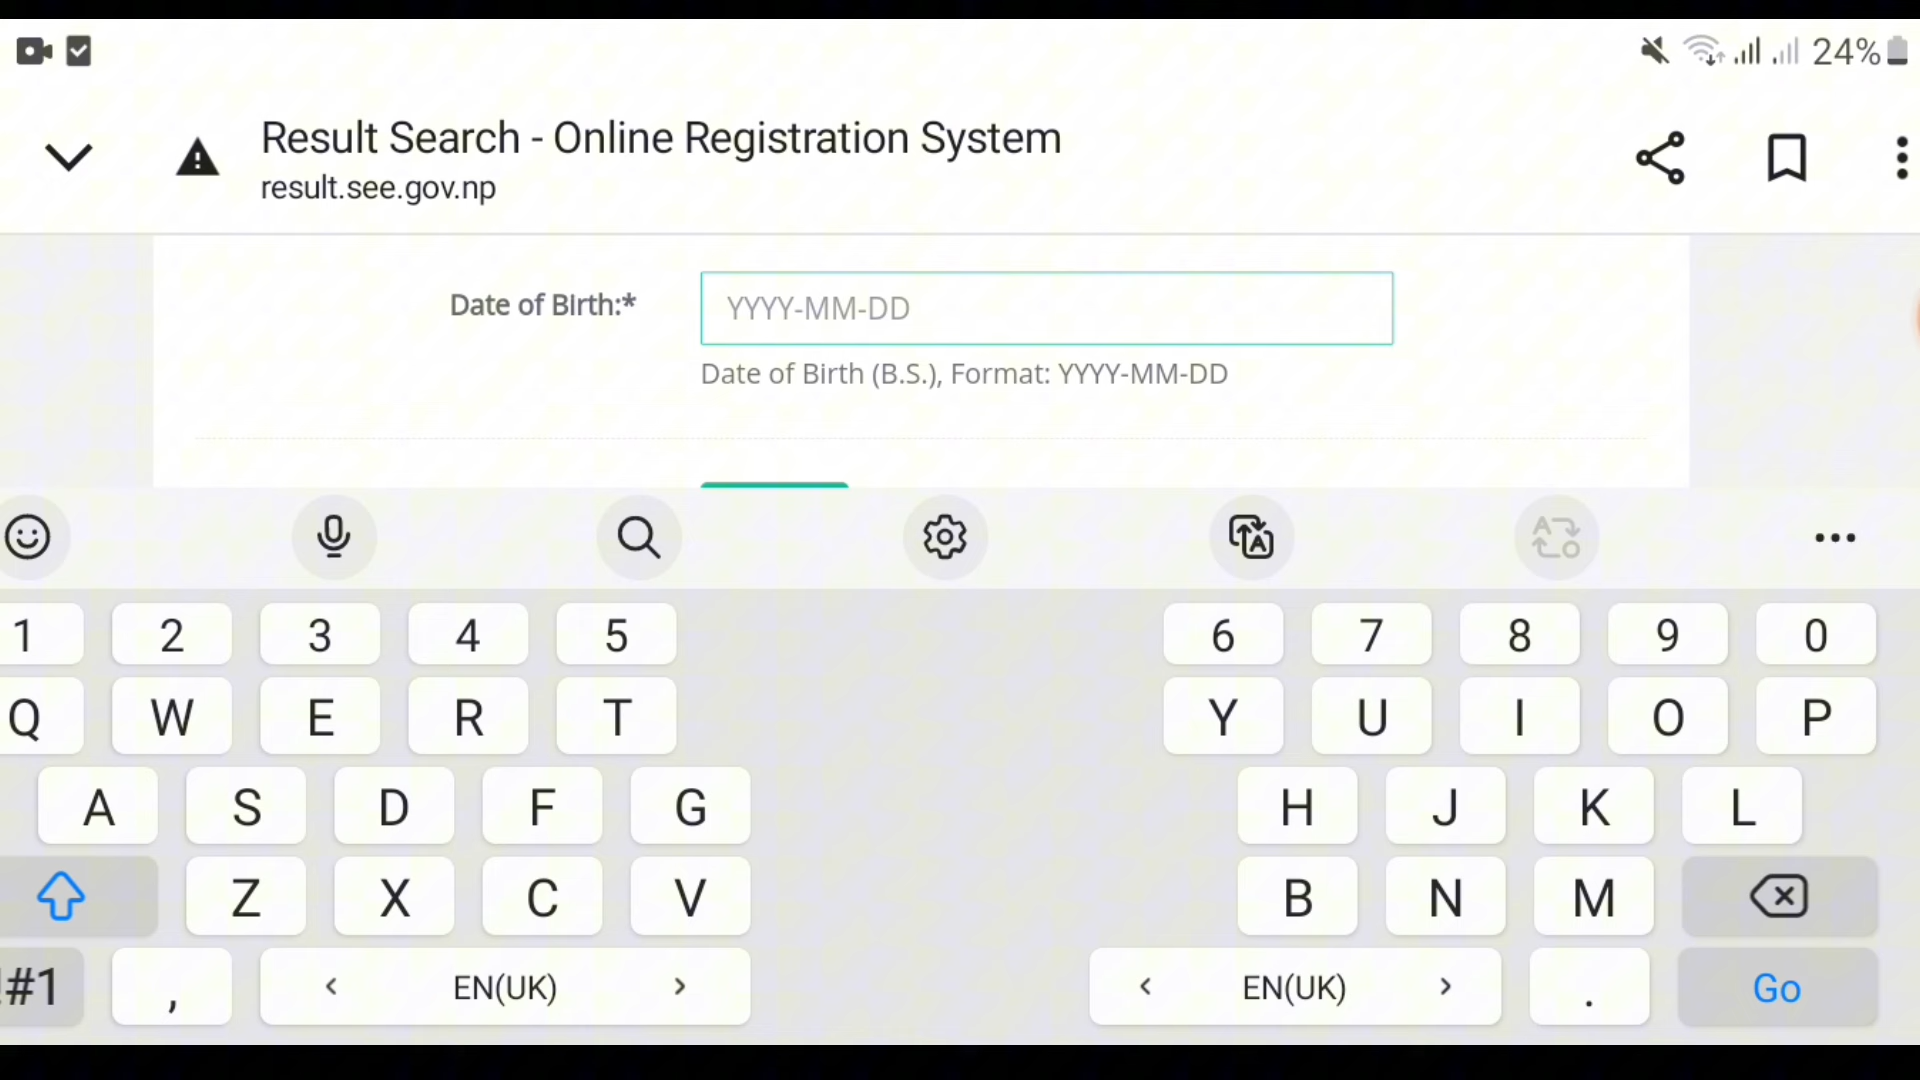 24%
Result Search - Online Registration System
result.see.gov.np
Date of Birth:*
YYYY-MM-DD
Date of Birth (B.S.), Format: YYYY-MM-DD
1 2 3 4 5 6 7 8 9 0
Q W E R T Y U I O P
A S D F G H J K L
Z X C V B N M
!#1 , < EN(UK) > < EN(UK) > . Go